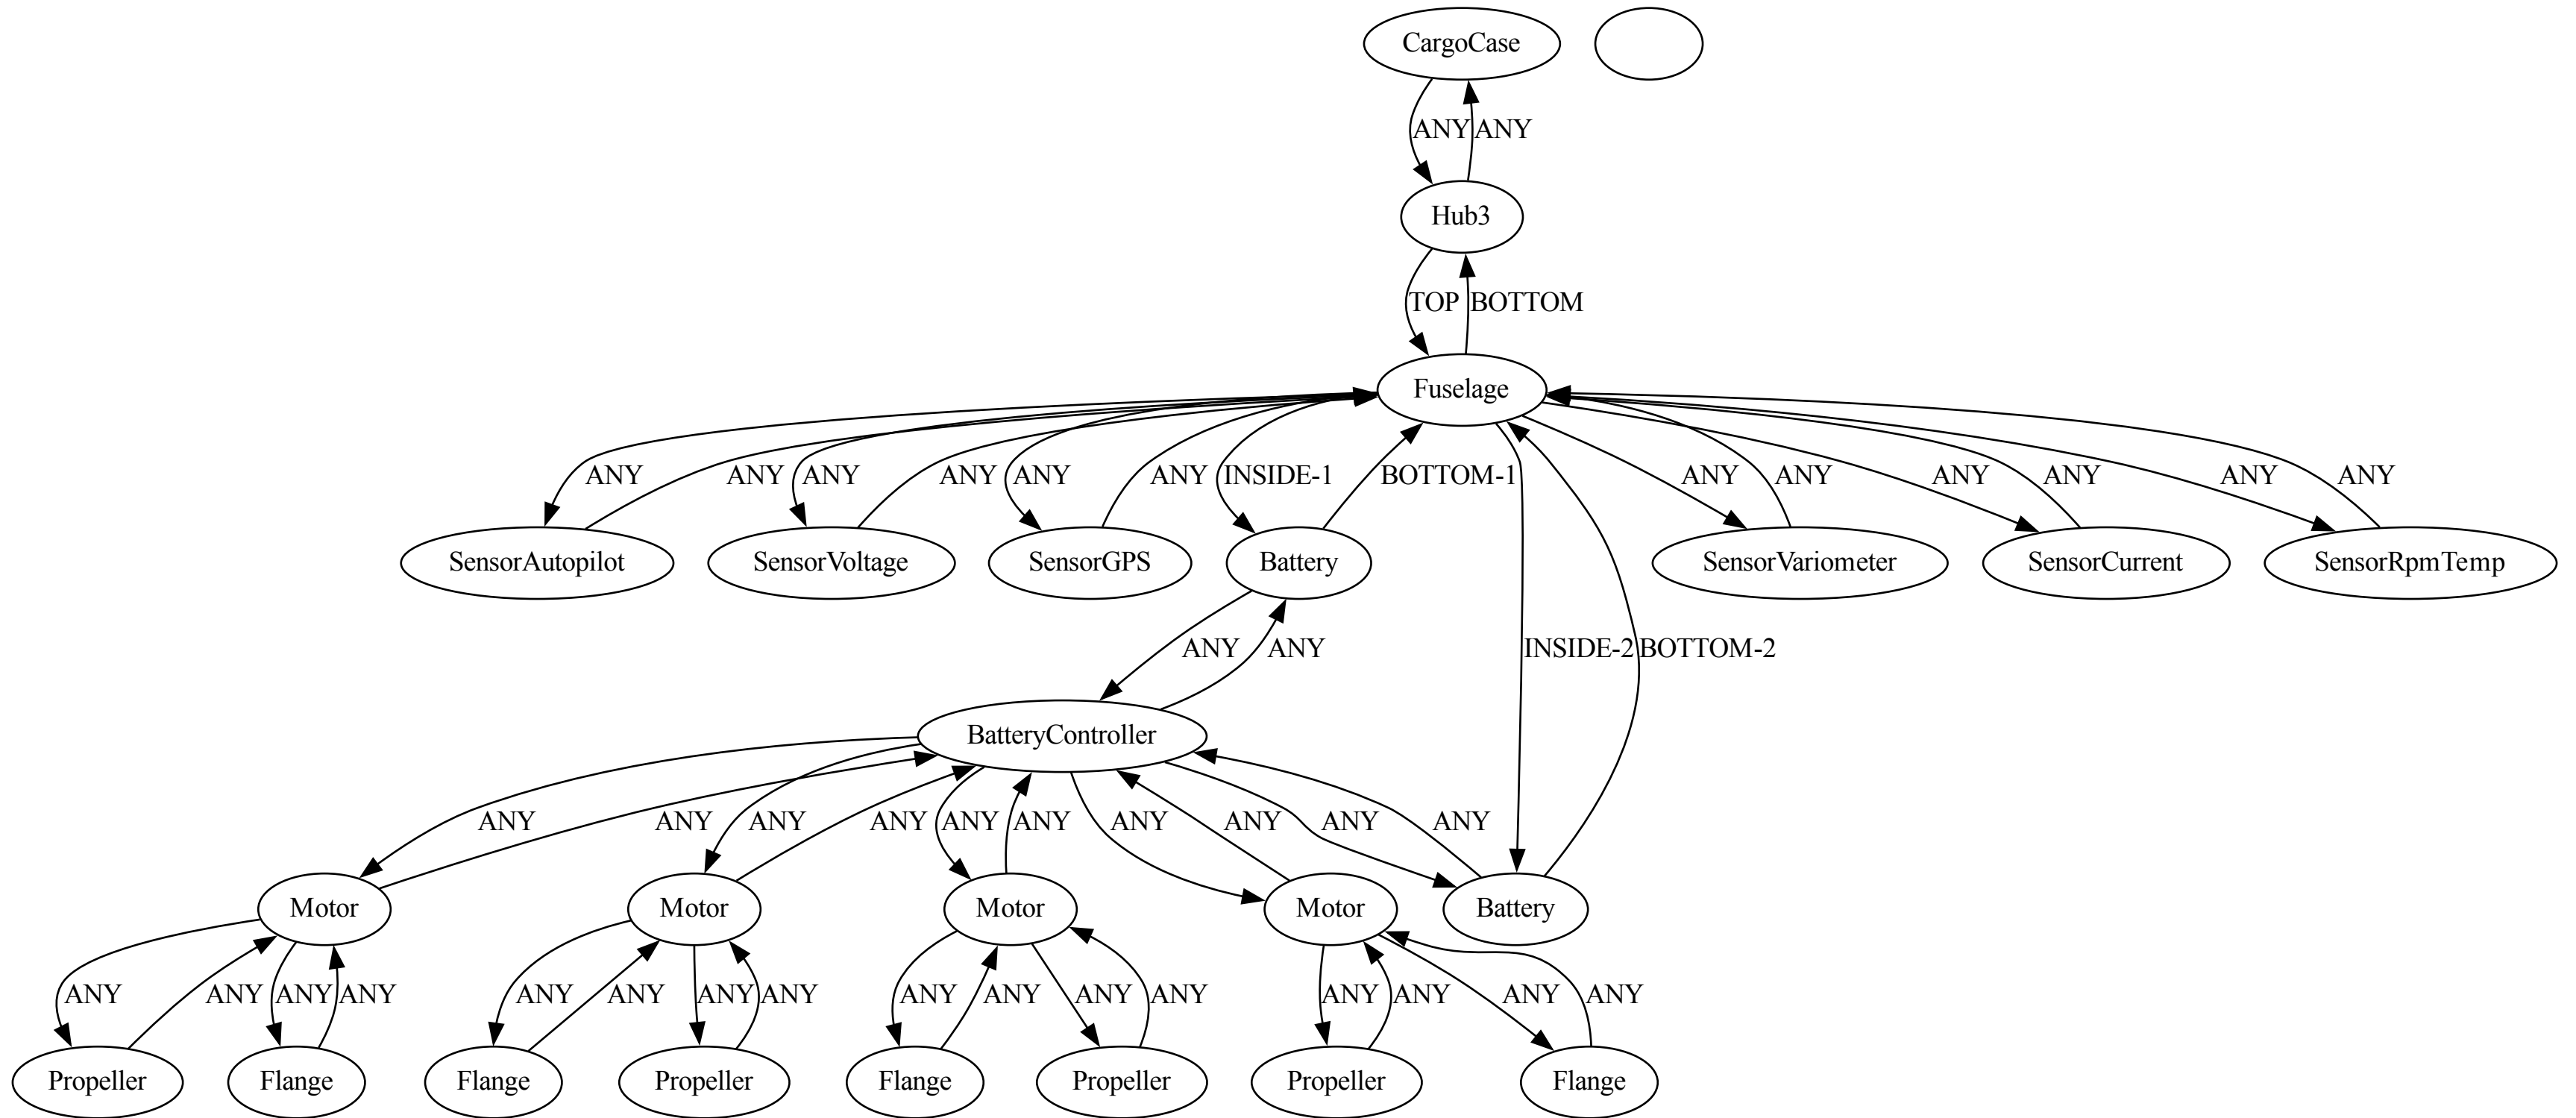 CargoCase
ANY ANY
Hub3
TOP BOTTOM
Fuselage
ANY ANY ANY ANY ANY ANY INSIDE-1 BOTTOM-1 ANY ANY ANY ANY ANY ANY
SensorAutopilot SensorVoltage SensorGPS Battery SensorVariometer SensorCurrent SensorRpmTemp
ANY ANY INSIDE-2 BOTTOM-2
BatteryController
ANY ANY ANY ANY ANY ANY ANY ANY ANY ANY
Motor Motor Motor Motor Battery
ANY ANY ANY ANY ANY ANY ANY ANY ANY ANY ANY ANY ANY ANY ANY ANY
Propeller Flange Flange Propeller Flange Propeller Propeller Flange